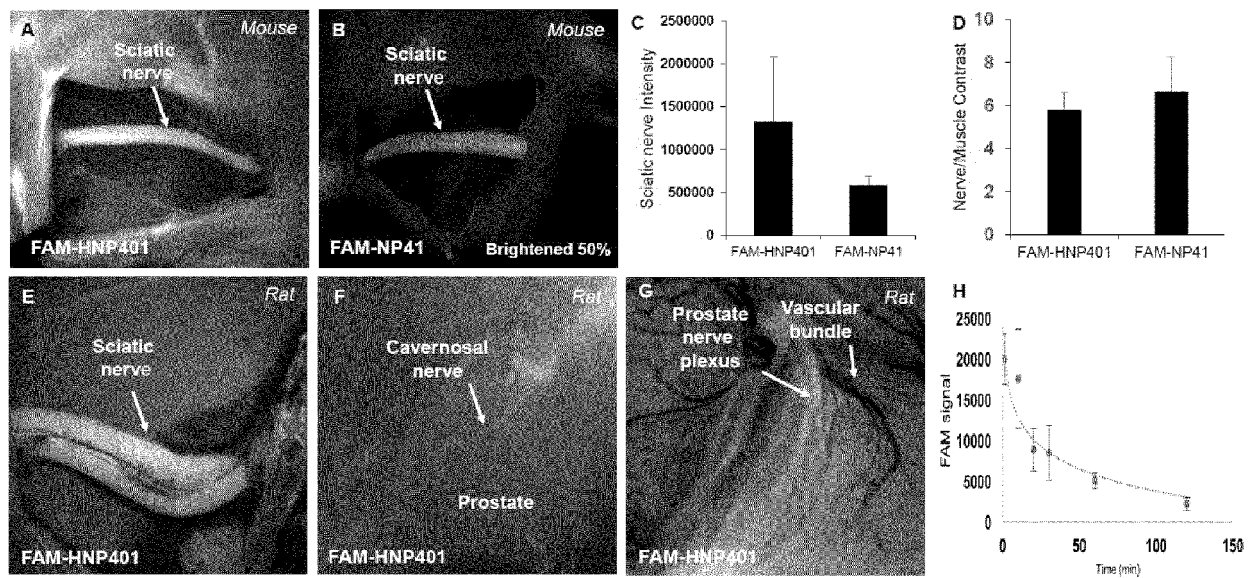 A
Mouse
Sciatic
nerve
FAM-HNP401
B
Mouse
Sciatic
nerve
FAM-NP41
Brightened 50%
C
Sciatic nerve Intensity
2500000
2000000
1500000
1000000
500000
0
FAM-HNP401
FAM-NP41
D
Nerve/Muscle Contrast
10
8
6
4
2
0
FAM-HNP401
FAM-NP41
E
Rat
Sciatic
nerve
FAM-HNP401
F
Rat
Cavernosal
nerve
Prostate
FAM-HNP401
G
Rat
Prostate
nerve
plexus
Vascular
bundle
FAM-HNP401
H
FAM signal
25000
20000
15000
10000
5000
0
0
50
100
150
Time (min)